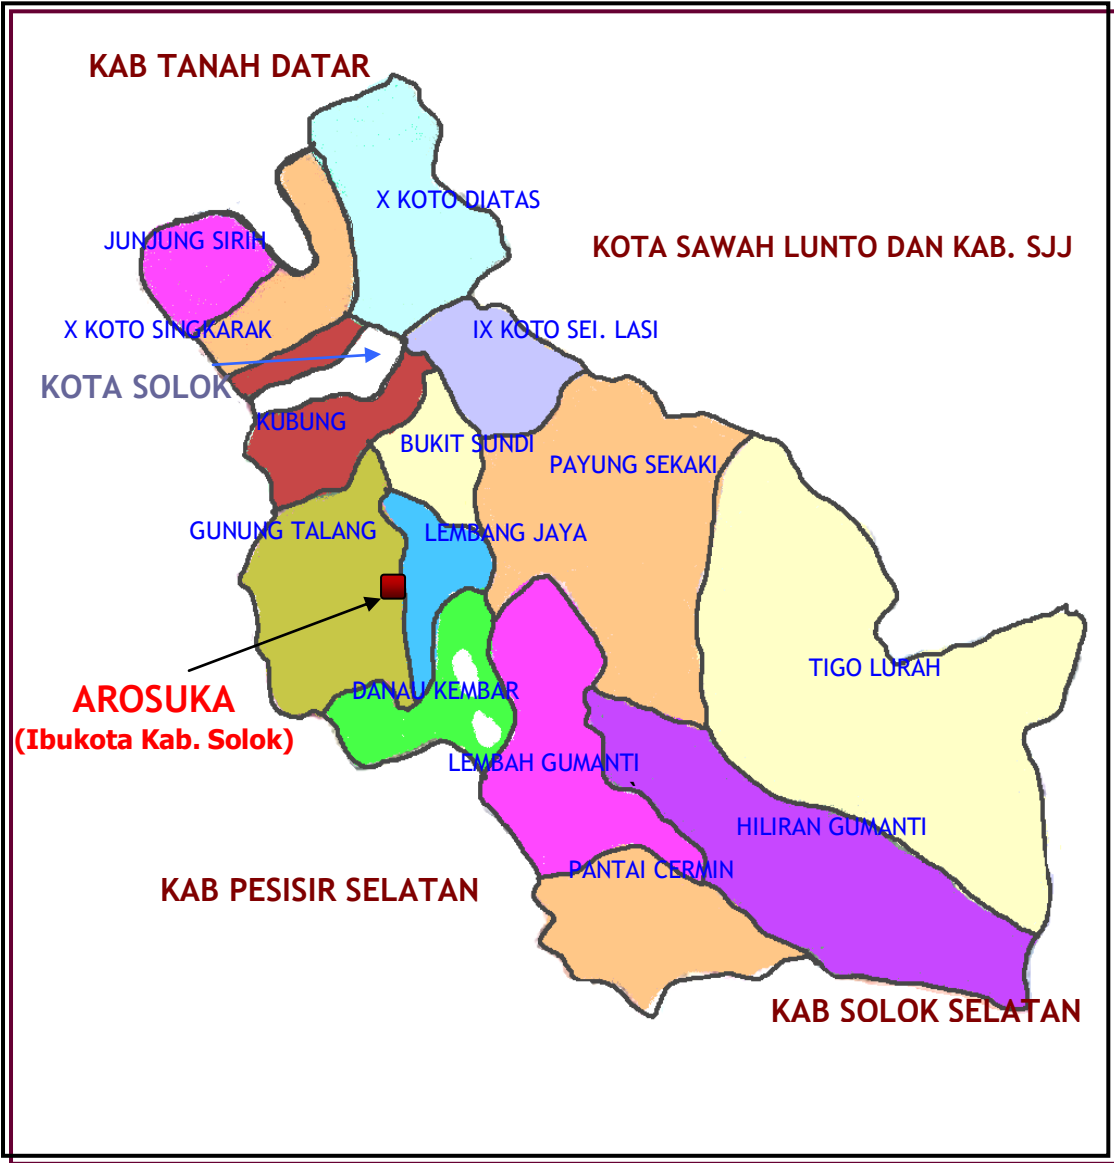 KAB TANAH DATAR
X KOTO DIATAS
JUNJUNG SIRIH
KOTA SAWAH LUNTO DAN KAB. SJJ
X KOTO SINGKARAK
IX KOTO SEI. LASI
KOTA SOLOK
KUBUNG
BUKIT SUNDI
PAYUNG SEKAKI
GUNUNG TALANG
LEMBANG JAYA
TIGO LURAH
DANAU KEMBAR
AROSUKA
(Ibukota Kab. Solok)
LEMBAH GUMANTI
HILIRAN GUMANTI
PANTAI CERMIN
KAB PESISIR SELATAN
KAB SOLOK SELATAN